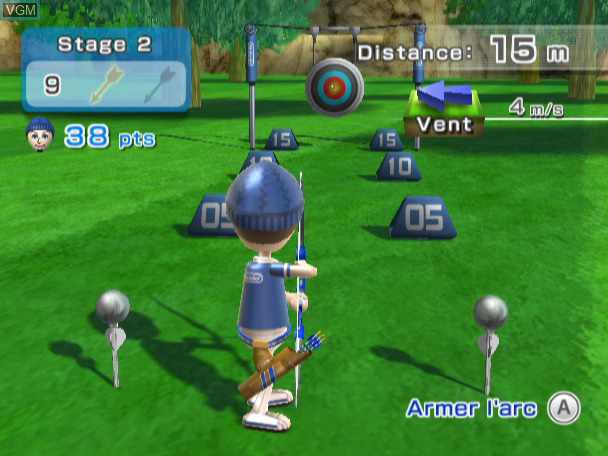 VGM
Stage 2
9
38 pts
Distance: 15 m
4 m/s
Vent
15
15
10
10
05
05
Armer l'arc A